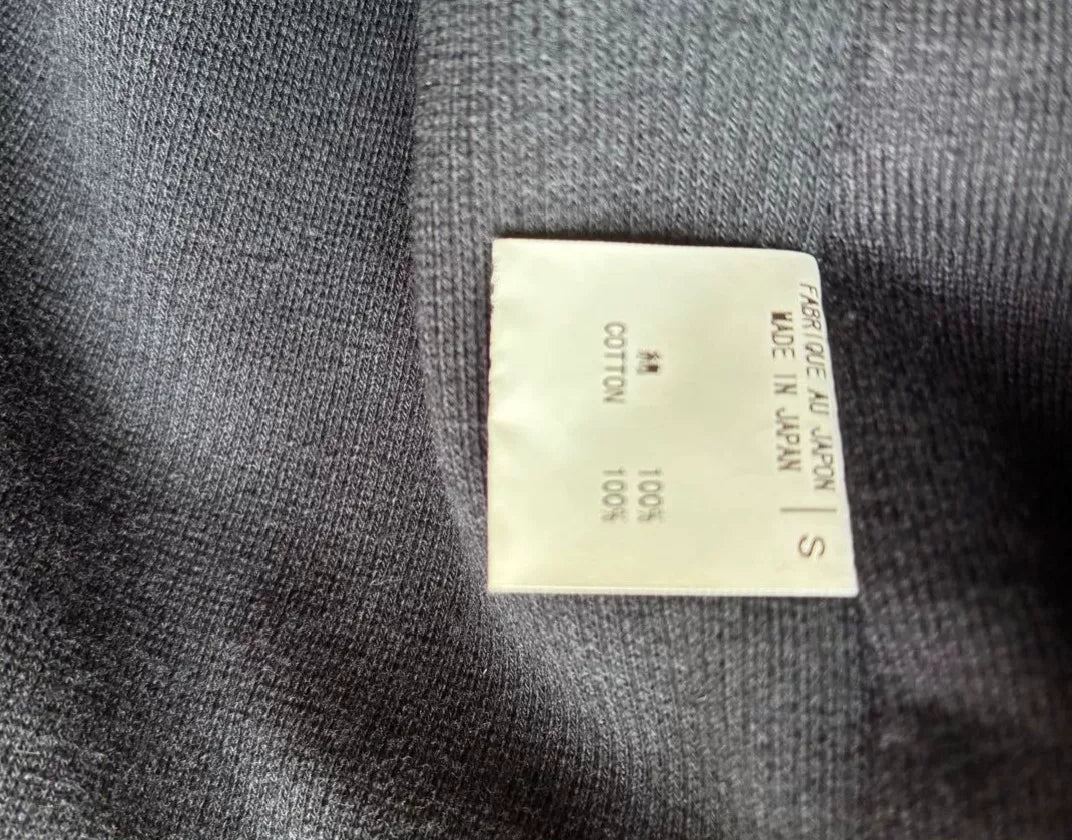 FABRIQUE AU JAPON | S
MADE IN JAPAN
綿 100%
COTTON 100%